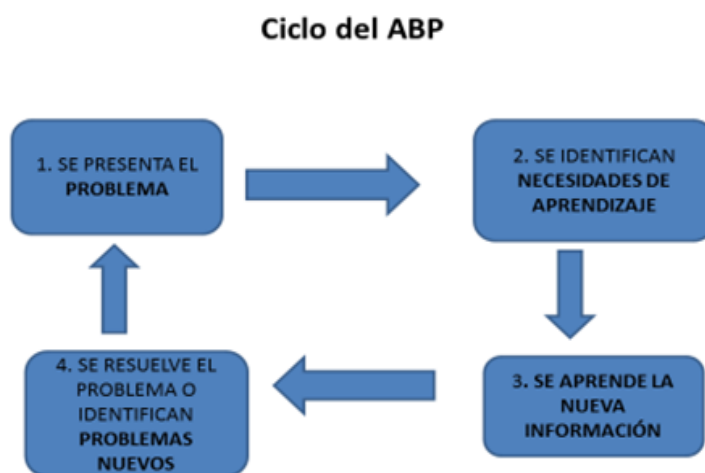 Ciclo del ABP
1. SE PRESENTA EL
PROBLEMA
2. SE IDENTIFICAN
NECESIDADES DE
APRENDIZAJE
3. SE APRENDE LA
NUEVA
INFORMACIÓN
4. SE RESUELVE EL
PROBLEMA O
IDENTIFICAN
PROBLEMAS
NUEVOS